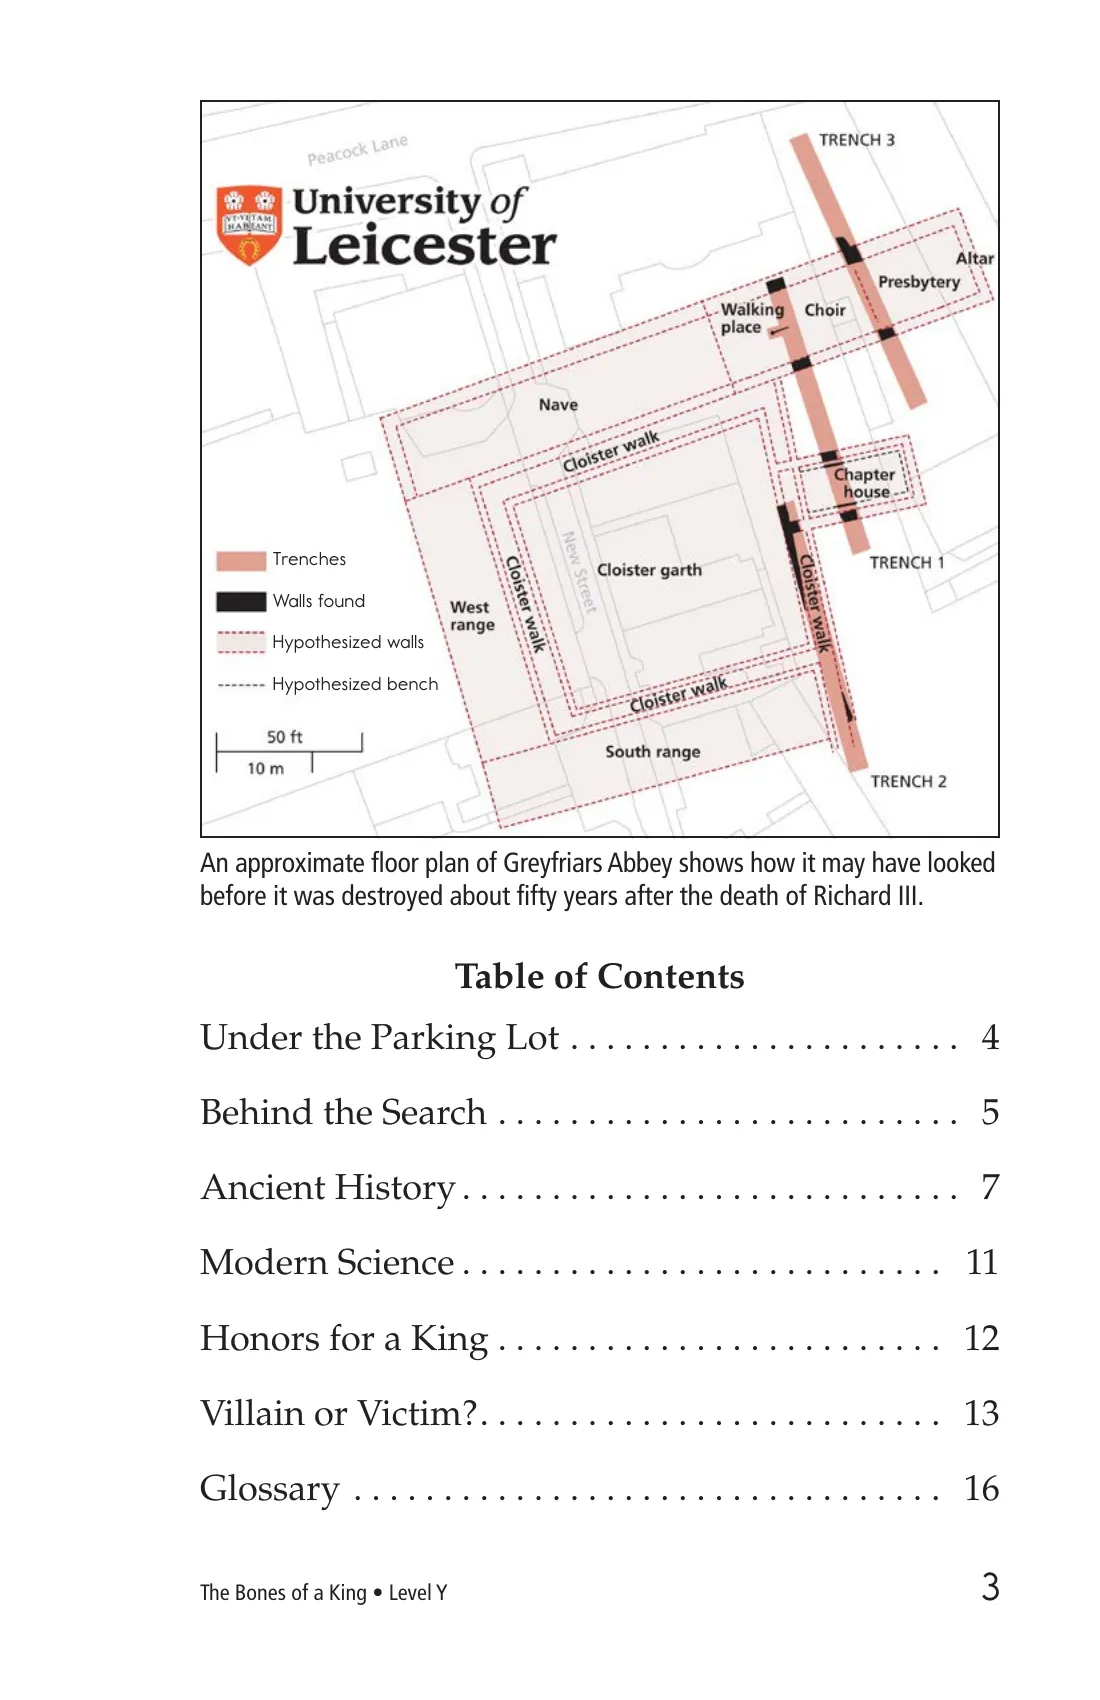 Peacock Lane
TRENCH 3
University of
Leicester
VT·VITAM
HABEANT
Altar
Presbytery
Walking
place
Choir
Nave
Cloister walk
Chapter
house
TRENCH 1
New Street
Cloister garth
Cloister walk
Cloister walk
West
range
Trenches
Walls found
Hypothesized walls
Hypothesized bench
Cloister walk
South range
50 ft
10 m
TRENCH 2
An approximate floor plan of Greyfriars Abbey shows how it may have looked
before it was destroyed about fifty years after the death of Richard III.
Table of Contents
Under the Parking Lot . . . . . . . . . . . . . . . . . . . . . . 4
Behind the Search . . . . . . . . . . . . . . . . . . . . . . . . . . 5
Ancient History . . . . . . . . . . . . . . . . . . . . . . . . . . . . 7
Modern Science . . . . . . . . . . . . . . . . . . . . . . . . . . . 11
Honors for a King . . . . . . . . . . . . . . . . . . . . . . . . . 12
Villain or Victim? . . . . . . . . . . . . . . . . . . . . . . . . . . 13
Glossary . . . . . . . . . . . . . . . . . . . . . . . . . . . . . . . . . 16
The Bones of a King • Level Y
3